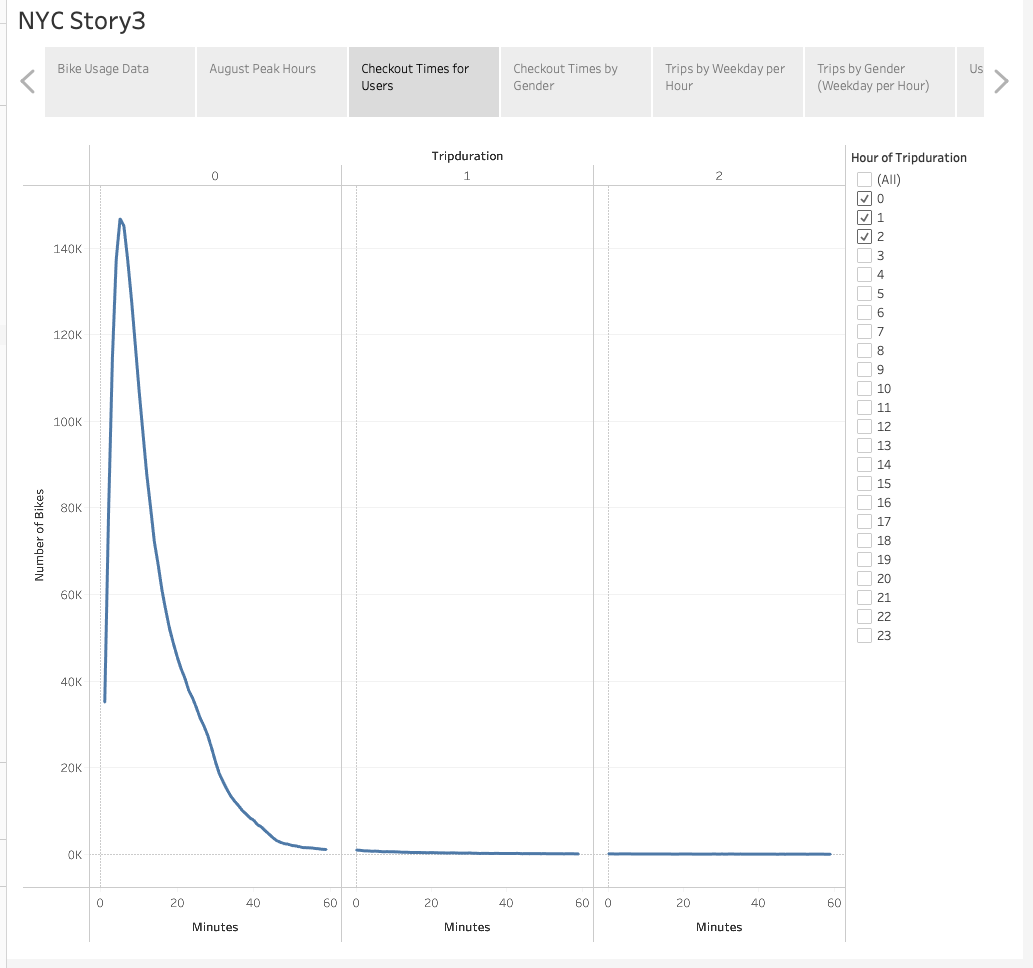 NYC Story3
Bike Usage Data
August Peak Hours
Checkout Times for
Users
Checkout Times by
Gender
Trips by Weekday per
Hour
Trips by Gender
(Weekday per Hour)
Us
Tripduration
0
1
2
140K
120K
100K
80K
60K
40K
20K
0K
Number of Bikes
0 20 40 60
0 20 40 60
0 20 40 60
Minutes
Minutes
Minutes
Hour of Tripduration
(All)
0
1
2
3
4
5
6
7
8
9
10
11
12
13
14
15
16
17
18
19
20
21
22
23